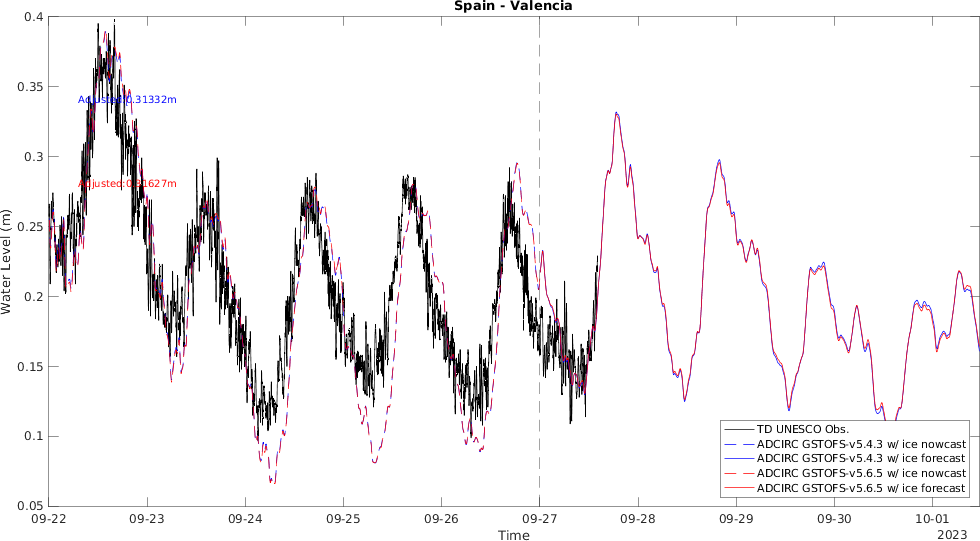 Spain - Valencia
0.4
0.35
0.3
0.25
0.2
0.15
0.1
0.05
Water Level (m)
Adjusted:0.31332m
Adjusted:0.31627m
TD UNESCO Obs.
ADCIRC GSTOFS-v5.4.3 w/ ice nowcast
ADCIRC GSTOFS-v5.4.3 w/ ice forecast
ADCIRC GSTOFS-v5.6.5 w/ ice nowcast
ADCIRC GSTOFS-v5.6.5 w/ ice forecast
09-22 09-23 09-24 09-25 09-26 09-27 09-28 09-29 09-30 10-01
Time
2023